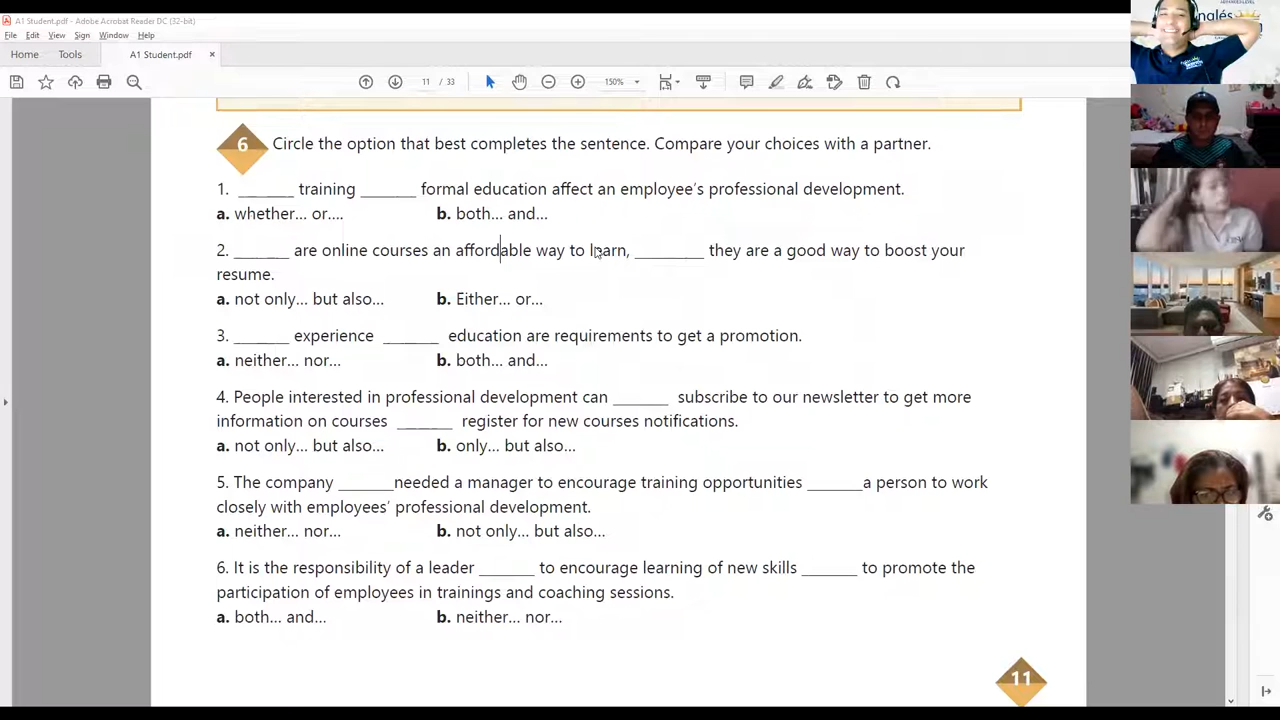 A1 Student.pdf - Adobe Acrobat Reader DC (32-bit)
File Edit View Sign Window Help
Home Tools A1 Student.pdf ×
11 / 33 150%
6 Circle the option that best completes the sentence. Compare your choices with a partner.
1. _______ training _______ formal education affect an employee's professional development.
a. whether... or.... b. both... and...
2. _______ are online courses an affordable way to learn, _________ they are a good way to boost your
resume.
a. not only... but also... b. Either... or...
3. _______ experience _______ education are requirements to get a promotion.
a. neither... nor... b. both... and...
4. People interested in professional development can _______ subscribe to our newsletter to get more
information on courses _______ register for new courses notifications.
a. not only... but also... b. only... but also...
5. The company _______needed a manager to encourage training opportunities _______a person to work
closely with employees' professional development.
a. neither... nor... b. not only... but also...
6. It is the responsibility of a leader _______ to encourage learning of new skills _______ to promote the
participation of employees in trainings and coaching sessions.
a. both... and... b. neither... nor...
11